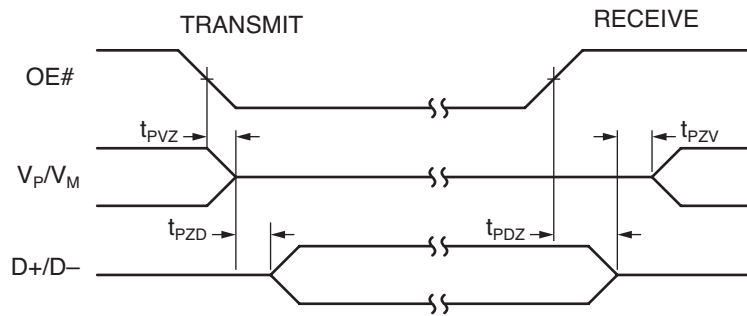 TRANSMIT RECEIVE
OE#
tPVZ tPZV
VP/VM
tPZD tPDZ
D+/D–